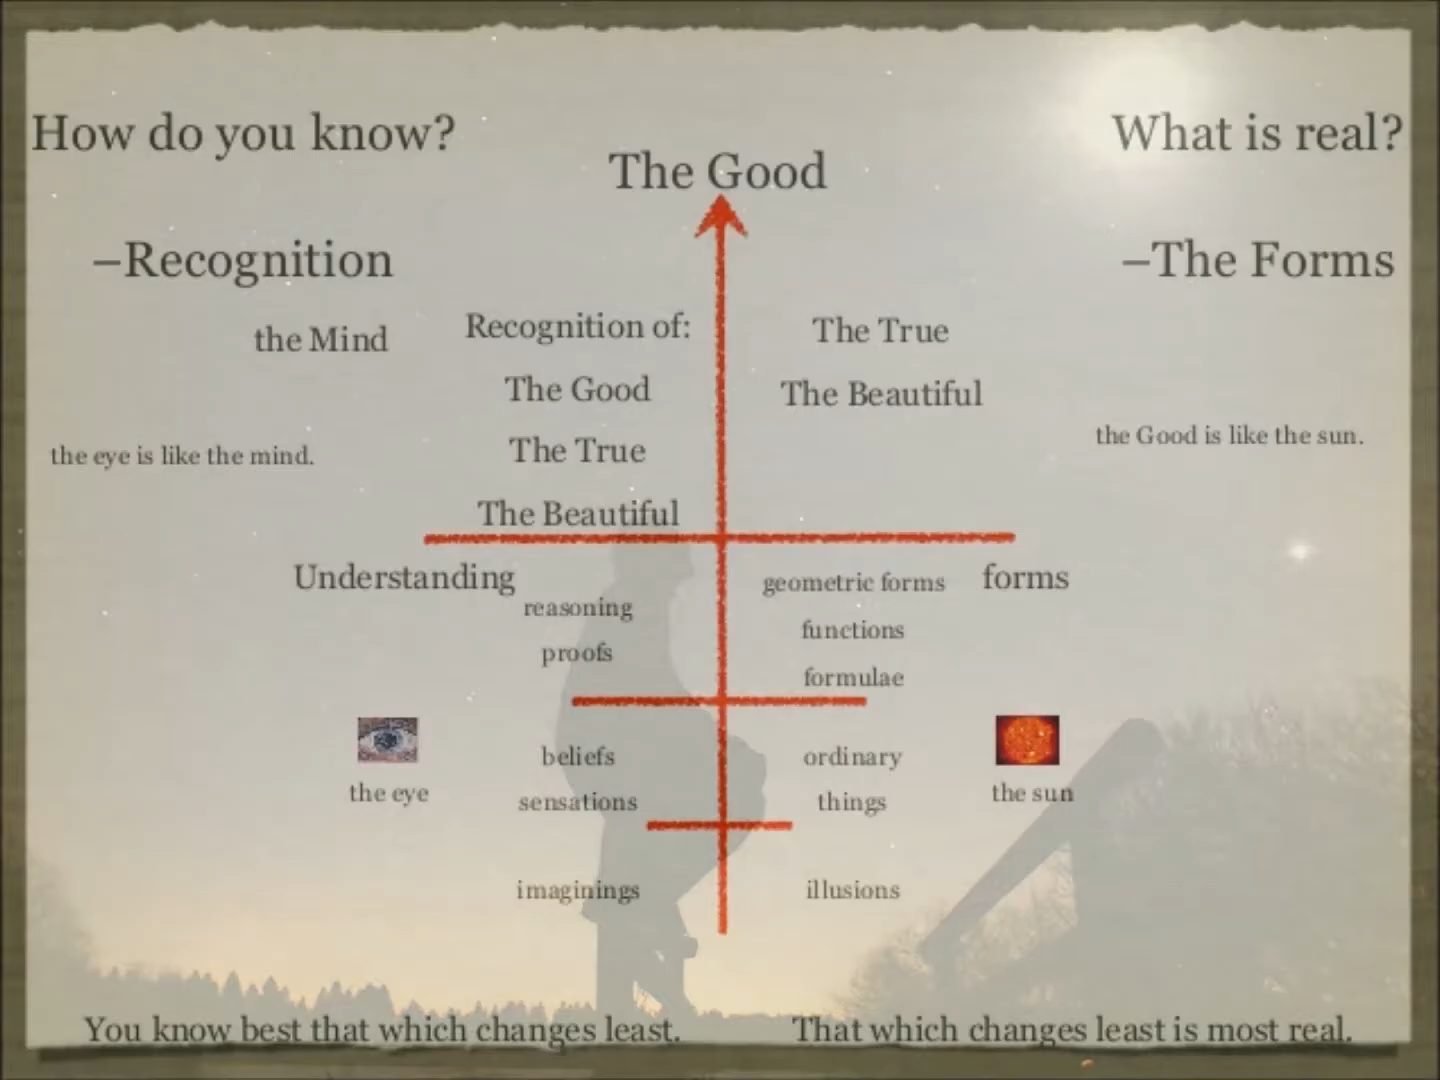 How do you know?
What is real?
The Good
–Recognition
–The Forms
the Mind
Recognition of:
The Good
The True
The Beautiful
The True
The Beautiful
the eye is like the mind.
the Good is like the sun.
Understanding
reasoning
proofs
geometric forms
functions
formulae
forms
the eye
beliefs
sensations
ordinary
things
the sun
imaginings
illusions
You know best that which changes least.
That which changes least is most real.